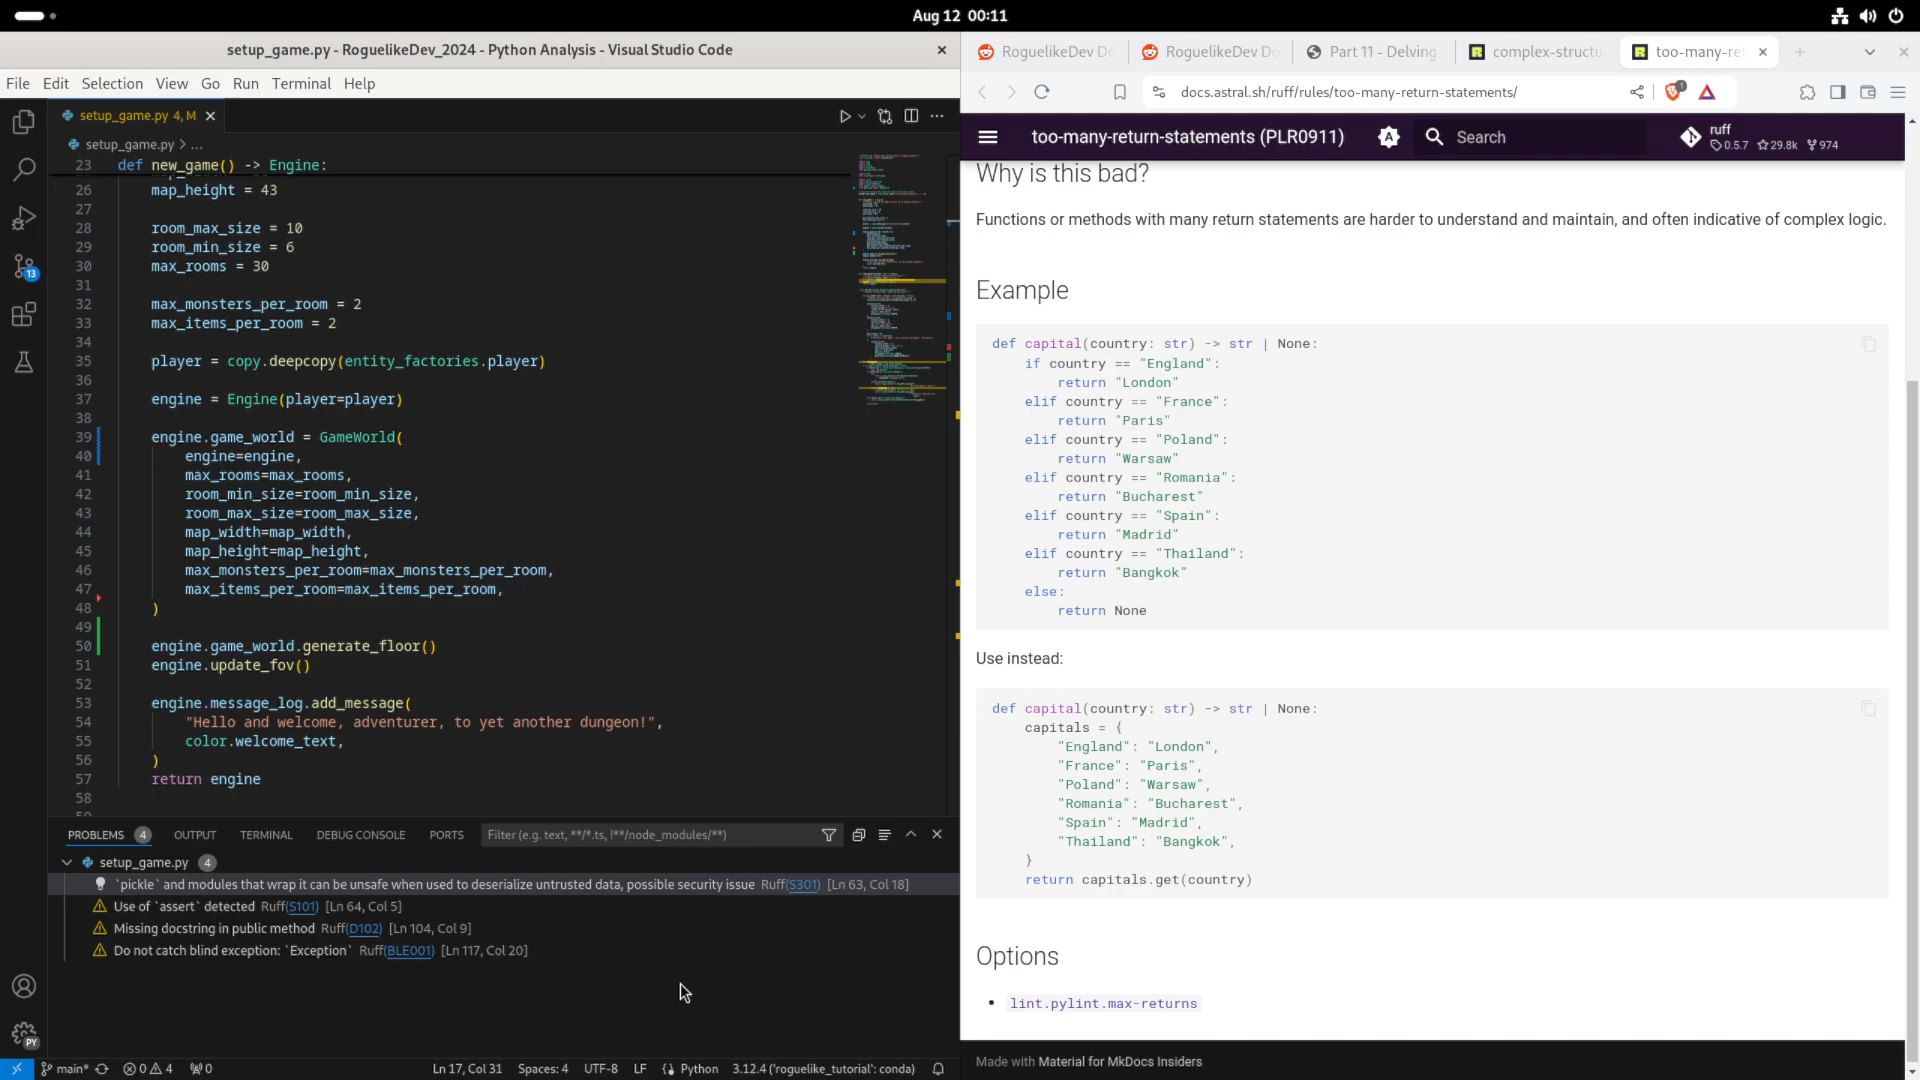 Aug 12 00:11
setup_game.py - RoguelikeDev_2024 - Python Analysis - Visual Studio Code
File Edit Selection View Go Run Terminal Help
setup_game.py 4, M
setup_game.py > ...
23 def new_game() -> Engine:
26 map_height = 43
27
28 room_max_size = 10
29 room_min_size = 6
30 max_rooms = 30
31
32 max_monsters_per_room = 2
33 max_items_per_room = 2
34
35 player = copy.deepcopy(entity_factories.player)
36
37 engine = Engine(player=player)
38
39 engine.game_world = GameWorld(
40 engine=engine,
41 max_rooms=max_rooms,
42 room_min_size=room_min_size,
43 room_max_size=room_max_size,
44 map_width=map_width,
45 map_height=map_height,
46 max_monsters_per_room=max_monsters_per_room,
47 max_items_per_room=max_items_per_room,
48 )
49
50 engine.game_world.generate_floor()
51 engine.update_fov()
52
53 engine.message_log.add_message(
54 "Hello and welcome, adventurer, to yet another dungeon!",
55 color.welcome_text,
56 )
57 return engine
58
PROBLEMS 4 OUTPUT TERMINAL DEBUG CONSOLE PORTS Filter (e.g. text, **/*.ts, !**/node_modules/**)
setup_game.py 4
`pickle` and modules that wrap it can be unsafe when used to deserialize untrusted data, possible security issue Ruff(S301) [Ln 63, Col 18]
Use of `assert` detected Ruff(S101) [Ln 64, Col 5]
Missing docstring in public method Ruff(D102) [Ln 104, Col 9]
Do not catch blind exception: `Exception` Ruff(BLE001) [Ln 117, Col 20]
13
PY
main* 0 4 0 Ln 17, Col 31 Spaces: 4 UTF-8 LF Python 3.12.4 ('roguelike_tutorial': conda)
RoguelikeDev Do RoguelikeDev Do Part 11 - Delving complex-structu too-many-ret
docs.astral.sh/ruff/rules/too-many-return-statements/ 1
too-many-return-statements (PLR0911) Search ruff
0.5.7 29.8k 974
Why is this bad?
Functions or methods with many return statements are harder to understand and maintain, and often indicative of complex logic.
Example
def capital(country: str) -> str | None:
if country == "England":
return "London"
elif country == "France":
return "Paris"
elif country == "Poland":
return "Warsaw"
elif country == "Romania":
return "Bucharest"
elif country == "Spain":
return "Madrid"
elif country == "Thailand":
return "Bangkok"
else:
return None
Use instead:
def capital(country: str) -> str | None:
capitals = {
"England": "London",
"France": "Paris",
"Poland": "Warsaw",
"Romania": "Bucharest",
"Spain": "Madrid",
"Thailand": "Bangkok",
}
return capitals.get(country)
Options
lint.pylint.max-returns
Made with Material for MkDocs Insiders